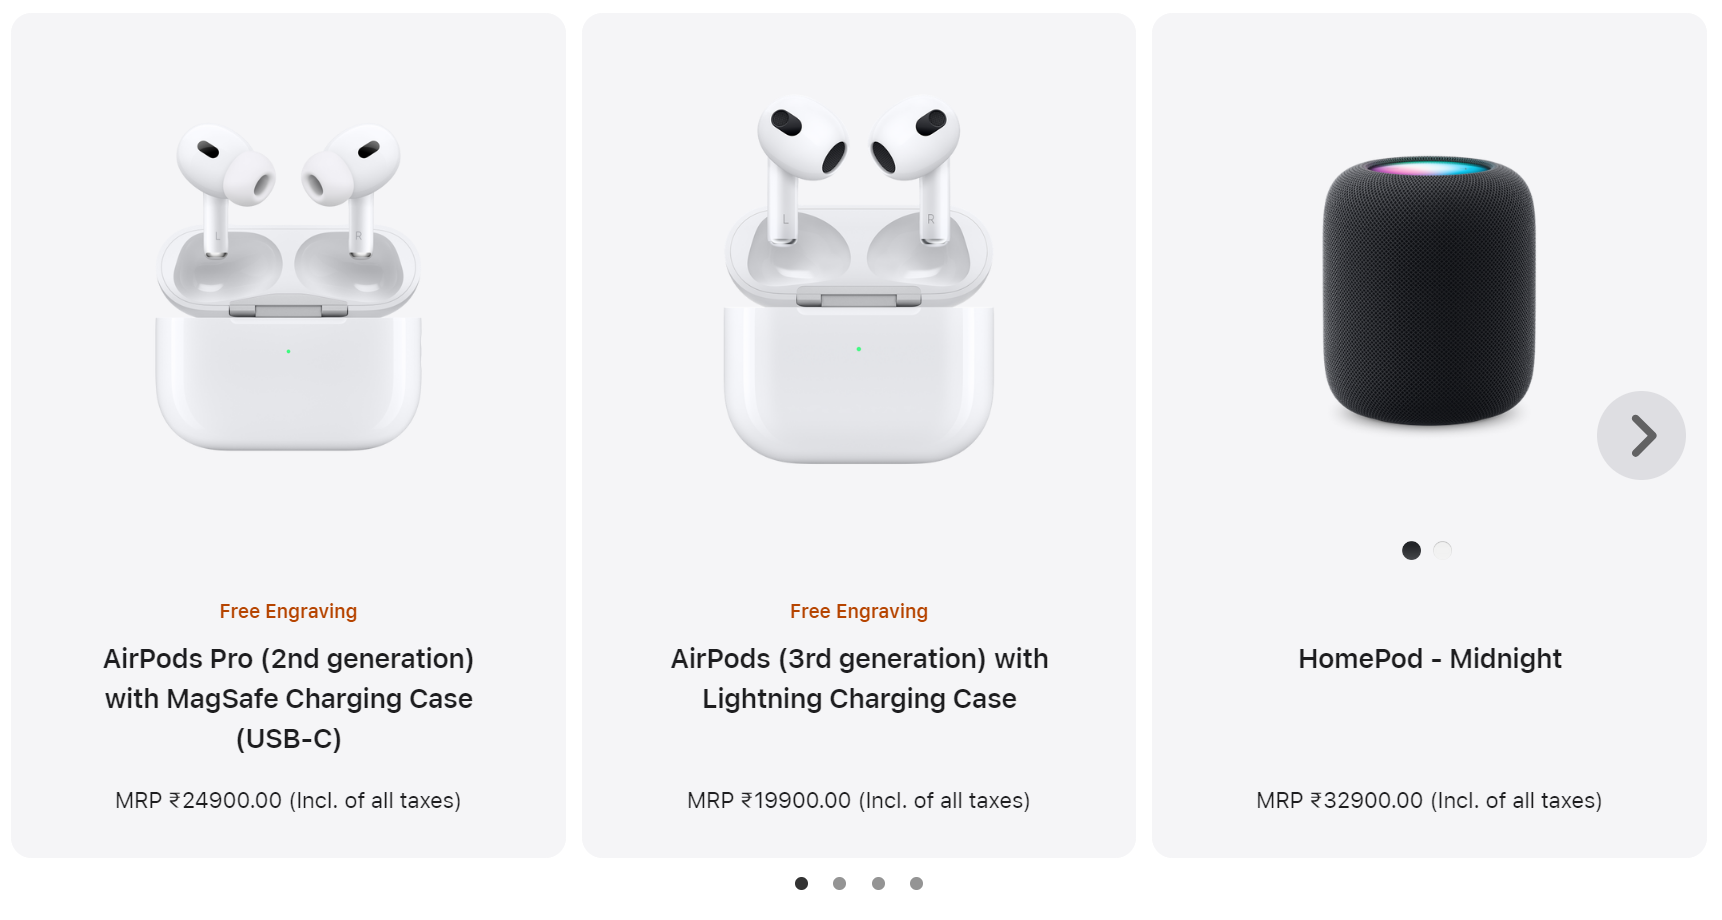 L
R
Free Engraving
AirPods Pro (2nd generation)
with MagSafe Charging Case
(USB-C)
MRP ₹24900.00 (Incl. of all taxes)
L
R
Free Engraving
AirPods (3rd generation) with
Lightning Charging Case
MRP ₹19900.00 (Incl. of all taxes)
HomePod - Midnight
MRP ₹32900.00 (Incl. of all taxes)